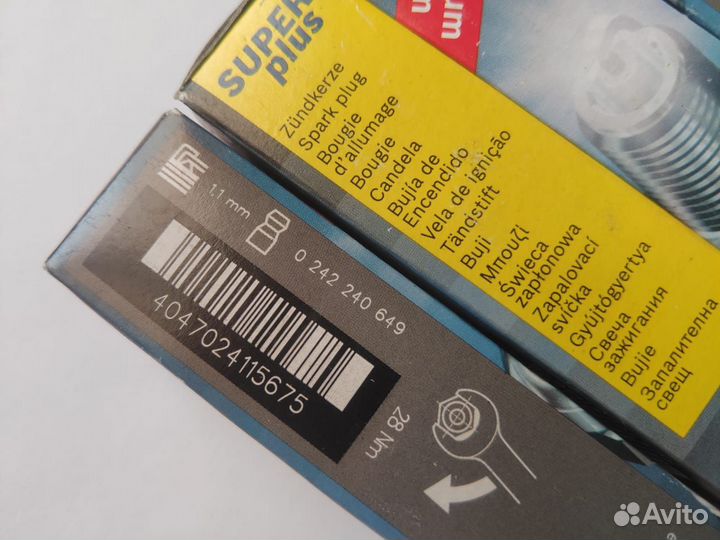 SUPER
plus
Zündkerze
Spark plug
Bougie
d'allumage
Bougie
Candela
Bujía de
Encendido
Vela de ignição
Tändstift
Buji
Μπουζί
Świeca
zapłonowa
Zapalovací
svíčka
Gyújtógyertya
Свеча
зажигания
Bujie
Запалителна
свещ
1.1 mm
0 242 240 649
4047024115675
28 Nm
Avito